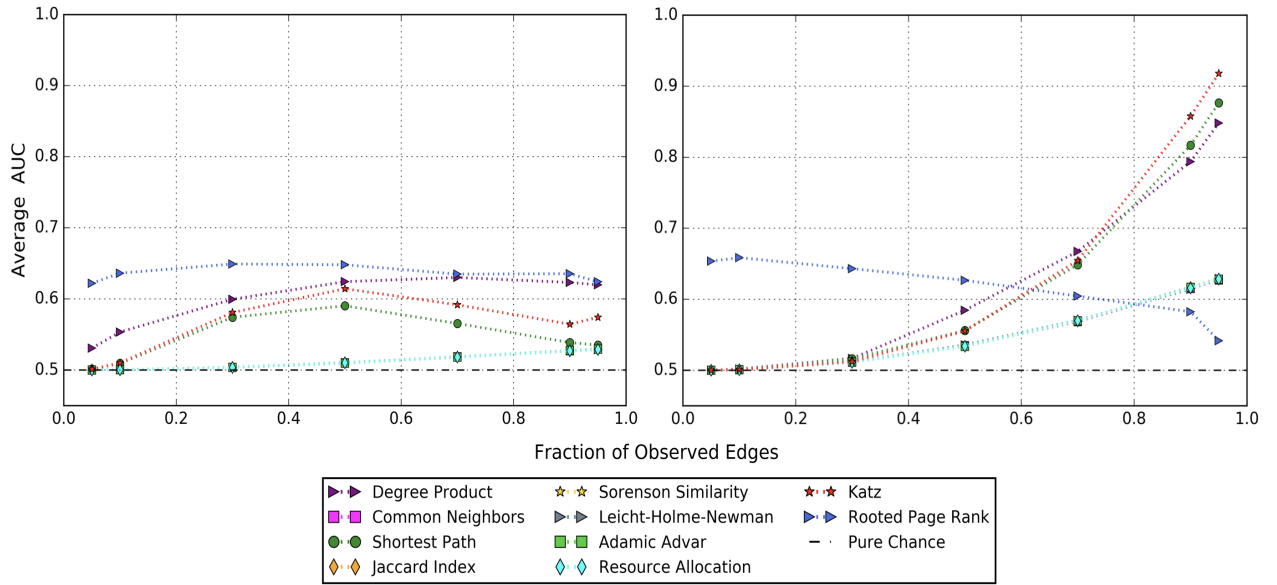 Average AUC
1.0
0.9
0.8
0.7
0.6
0.5
0.0 0.2 0.4 0.6 0.8 1.0
1.0
0.9
0.8
0.7
0.6
0.5
0.0 0.2 0.4 0.6 0.8 1.0
Fraction of Observed Edges
Degree Product Sorenson Similarity Katz
Common Neighbors Leicht-Holme-Newman Rooted Page Rank
Shortest Path Adamic Advar Pure Chance
Jaccard Index Resource Allocation